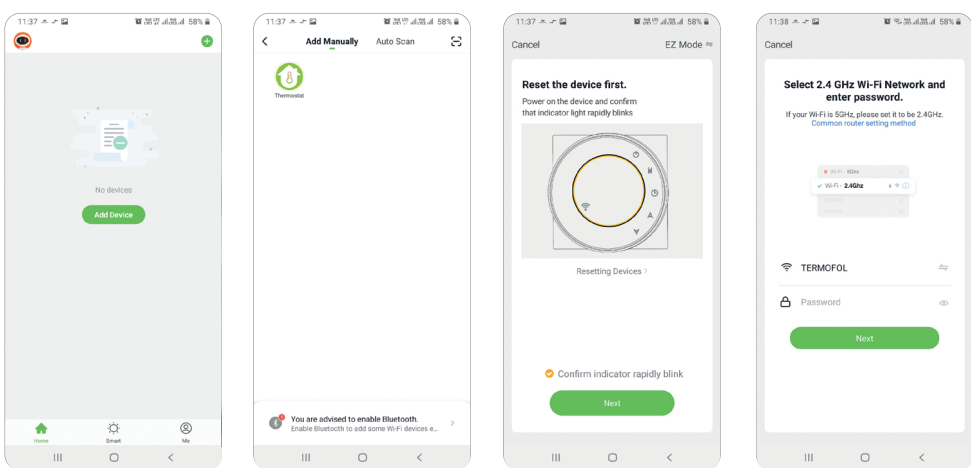 11:37
58%
No devices
Add Device
Home
Smart
Me
11:37
58%
Add Manually
Auto Scan
Thermostat
You are advised to enable Bluetooth.
Enable Bluetooth to add some Wi-Fi devices e...
11:37
58%
Cancel
EZ Mode
Reset the device first.
Power on the device and confirm
that indicator light rapidly blinks
M
Resetting Devices >
Confirm indicator rapidly blink
Next
11:38
58%
Cancel
Select 2.4 GHz Wi-Fi Network and
enter password.
If your Wi-Fi is 5GHz, please set it to be 2.4GHz.
Common router setting method
Wi-Fi - 5Ghz
Wi-Fi - 2.4Ghz
TERMOFOL
Password
Next